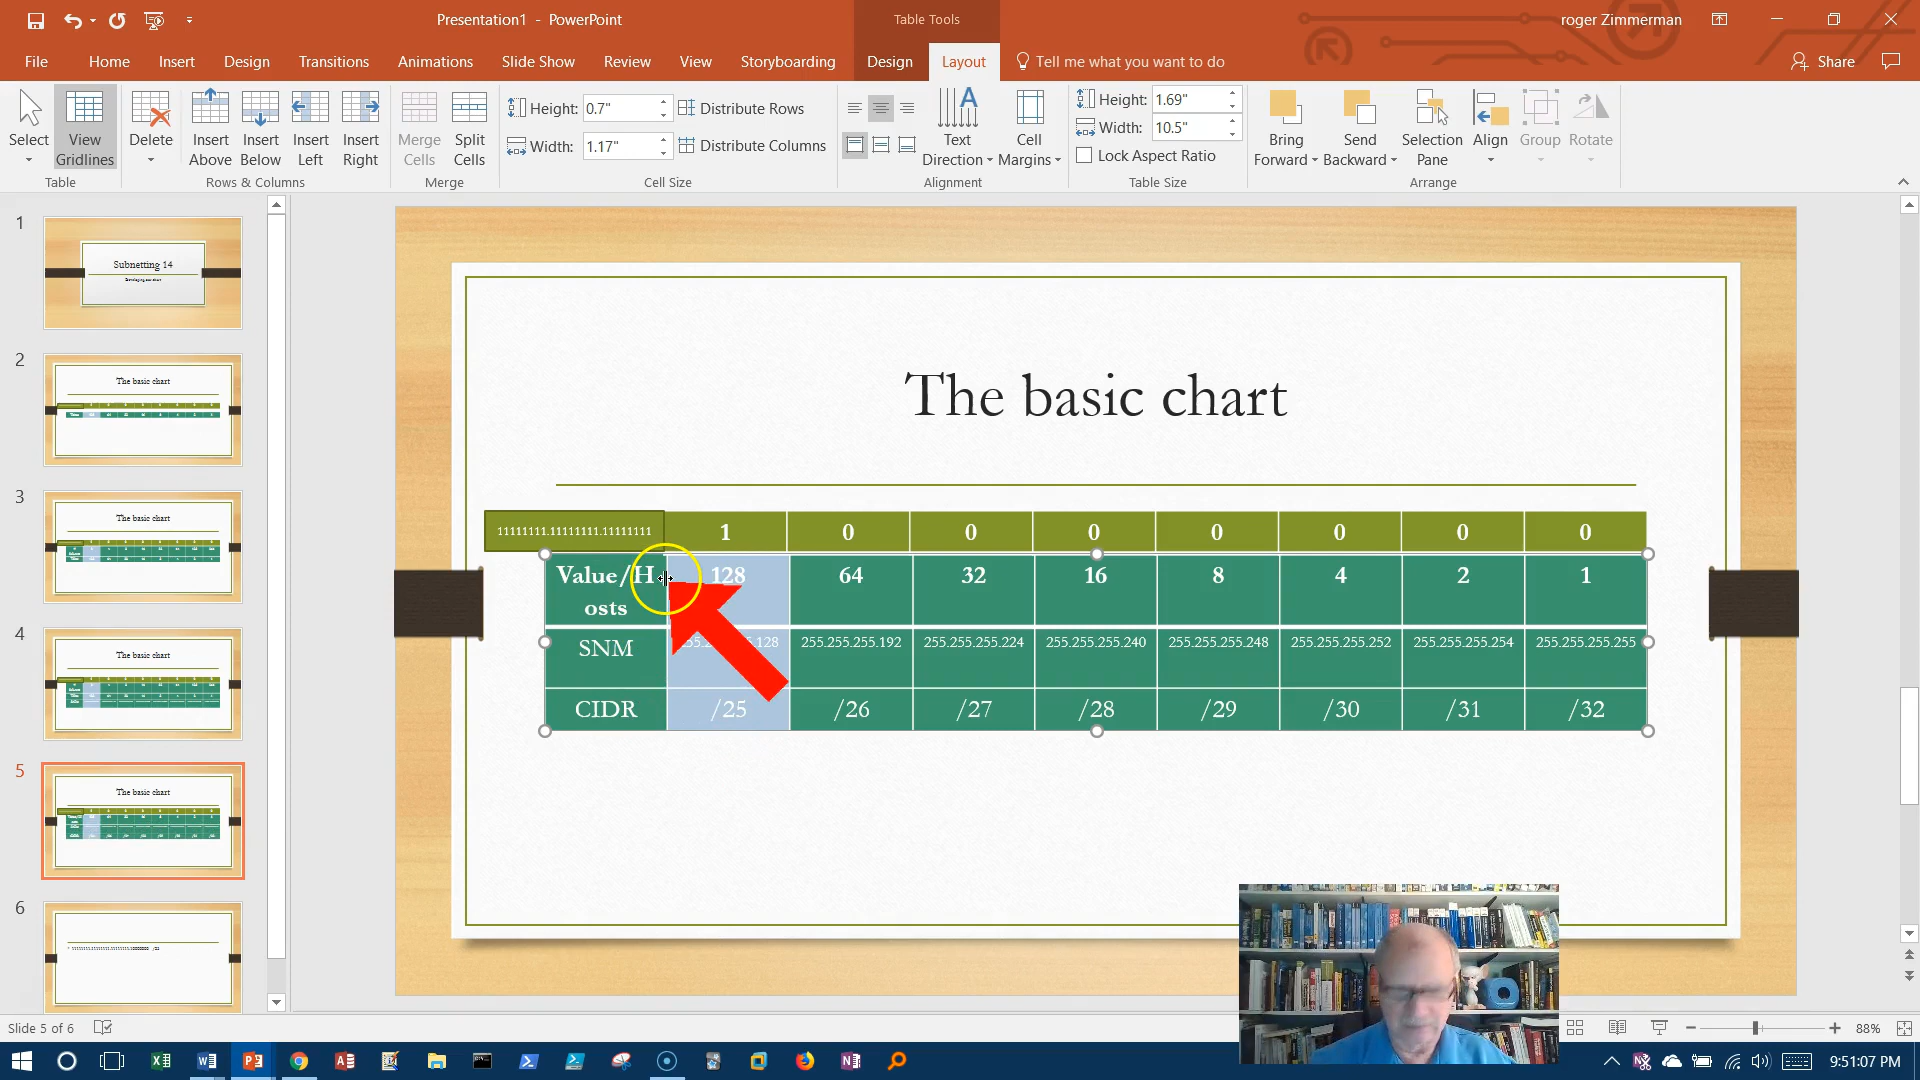 Presentation1 - PowerPoint
Table Tools
roger Zimmerman
File Home Insert Design Transitions Animations Slide Show Review View Storyboarding Design Layout Tell me what you want to do Share
Select View Gridlines Delete Insert Above Insert Below Insert Left Insert Right Merge Cells Split Cells
Height: 0.7" Distribute Rows
Width: 1.17" Distribute Columns
Text Direction Cell Margins
Height: 1.69"
Width: 10.5"
Lock Aspect Ratio
Bring Forward Send Backward Selection Pane Align Group Rotate
Table Rows & Columns Merge Cell Size Alignment Table Size Arrange
1
Subnetting 14
2
The basic chart
3
The basic chart
4
The basic chart
5
The basic chart
6
The basic chart
11111111.11111111.11111111 1 0 0 0 0 0 0 0
Value/H 128 64 32 16 8 4 2 1
osts
SNM 128 255.255.255.192 255.255.255.224 255.255.255.240 255.255.255.248 255.255.255.252 255.255.255.254 255.255.255.255
CIDR /25 /26 /27 /28 /29 /30 /31 /32
Slide 5 of 6
88%
9:51:07 PM